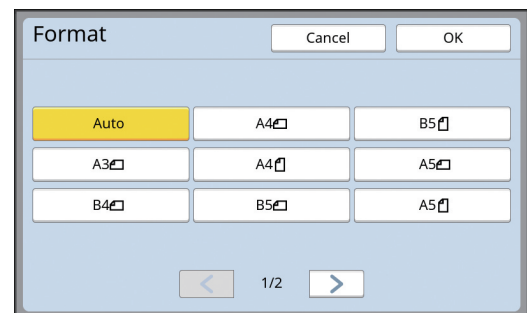 Format Cancel OK
Auto A4 B5
A3 A4 A5
B4 B5 A5
1/2